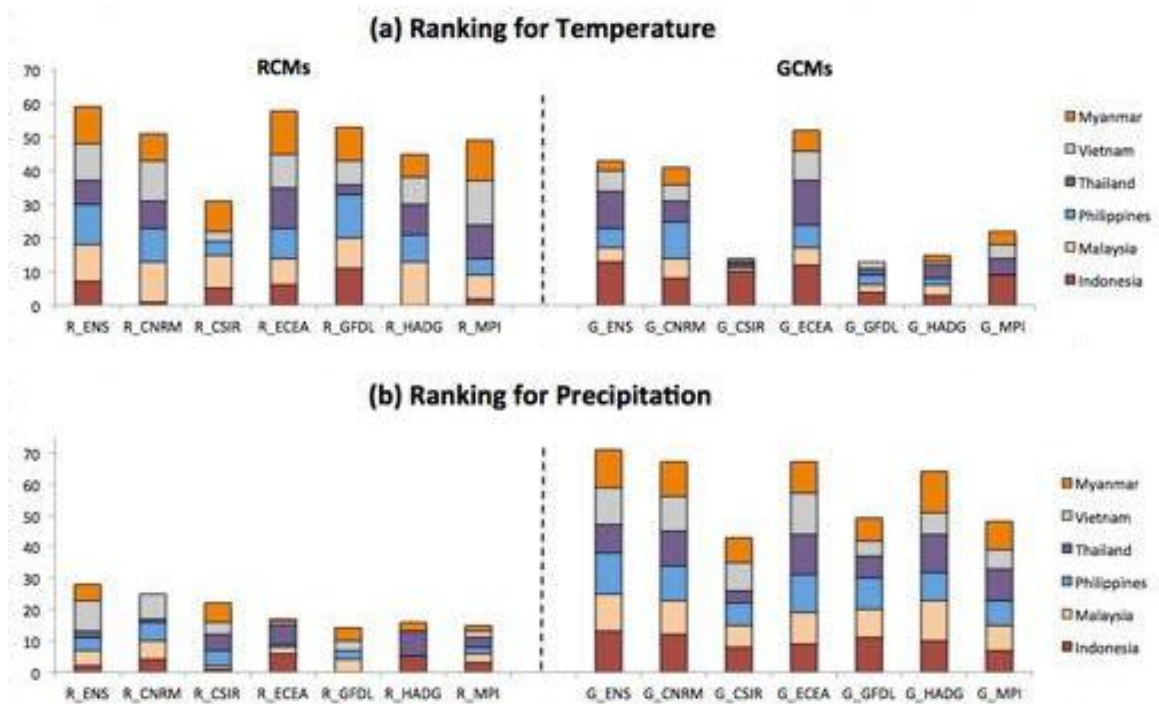 (a) Ranking for Temperature
RCMs
GCMs
70
60
50
40
30
20
10
0
R_ENS R_CNRM R_CSIR R_ECEA R_GFDL R_HADG R_MPI G_ENS G_CNRM G_CSIR G_ECEA G_GFDL G_HADG G_MPI
Myanmar
Vietnam
Thailand
Philippines
Malaysia
Indonesia
(b) Ranking for Precipitation
70
60
50
40
30
20
10
0
R_ENS R_CNRM R_CSIR R_ECEA R_GFDL R_HADG R_MPI G_ENS G_CNRM G_CSIR G_ECEA G_GFDL G_HADG G_MPI
Myanmar
Vietnam
Thailand
Philippines
Malaysia
Indonesia